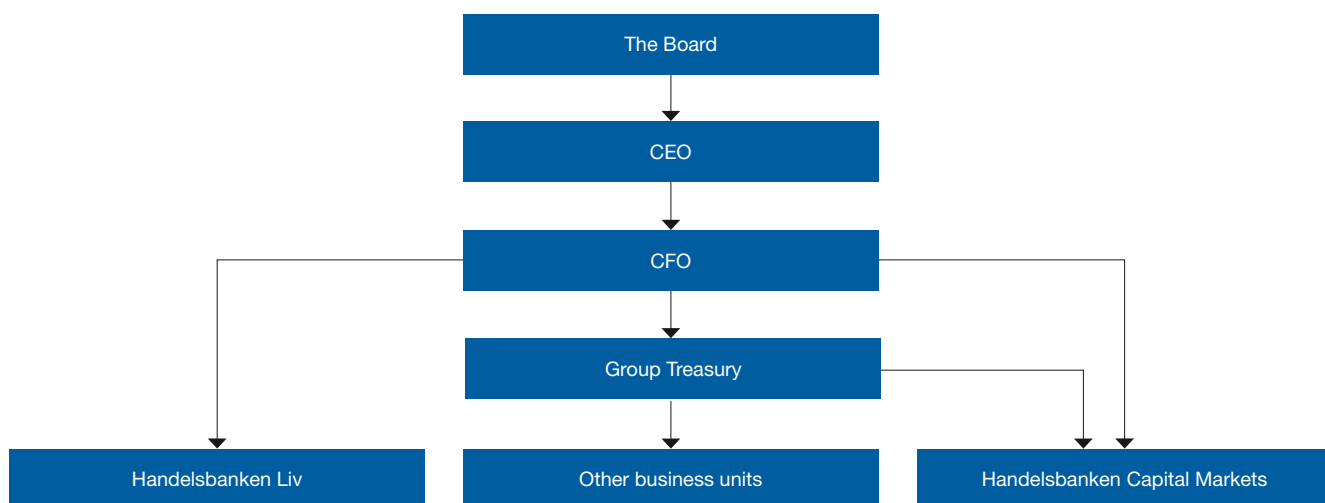 The Board
CEO
CFO
Group Treasury
Handelsbanken Liv
Other business units
Handelsbanken Capital Markets